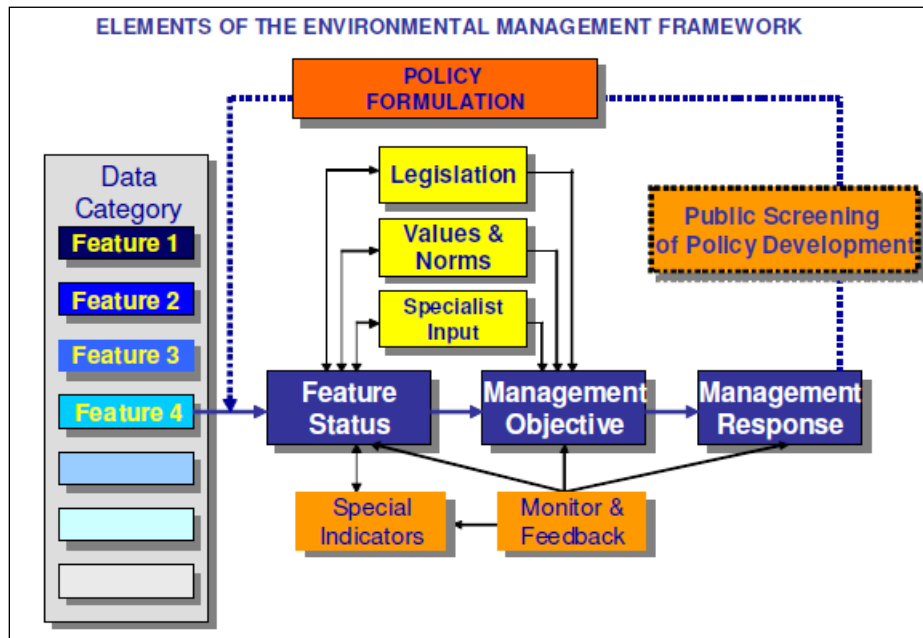 ELEMENTS OF THE ENVIRONMENTAL MANAGEMENT FRAMEWORK
POLICY
FORMULATION
Data
Category
Feature 1
Feature 2
Feature 3
Feature 4
Legislation
Values &
Norms
Specialist
Input
Public Screening
of Policy Development
Feature
Status
Management
Objective
Management
Response
Special
Indicators
Monitor &
Feedback